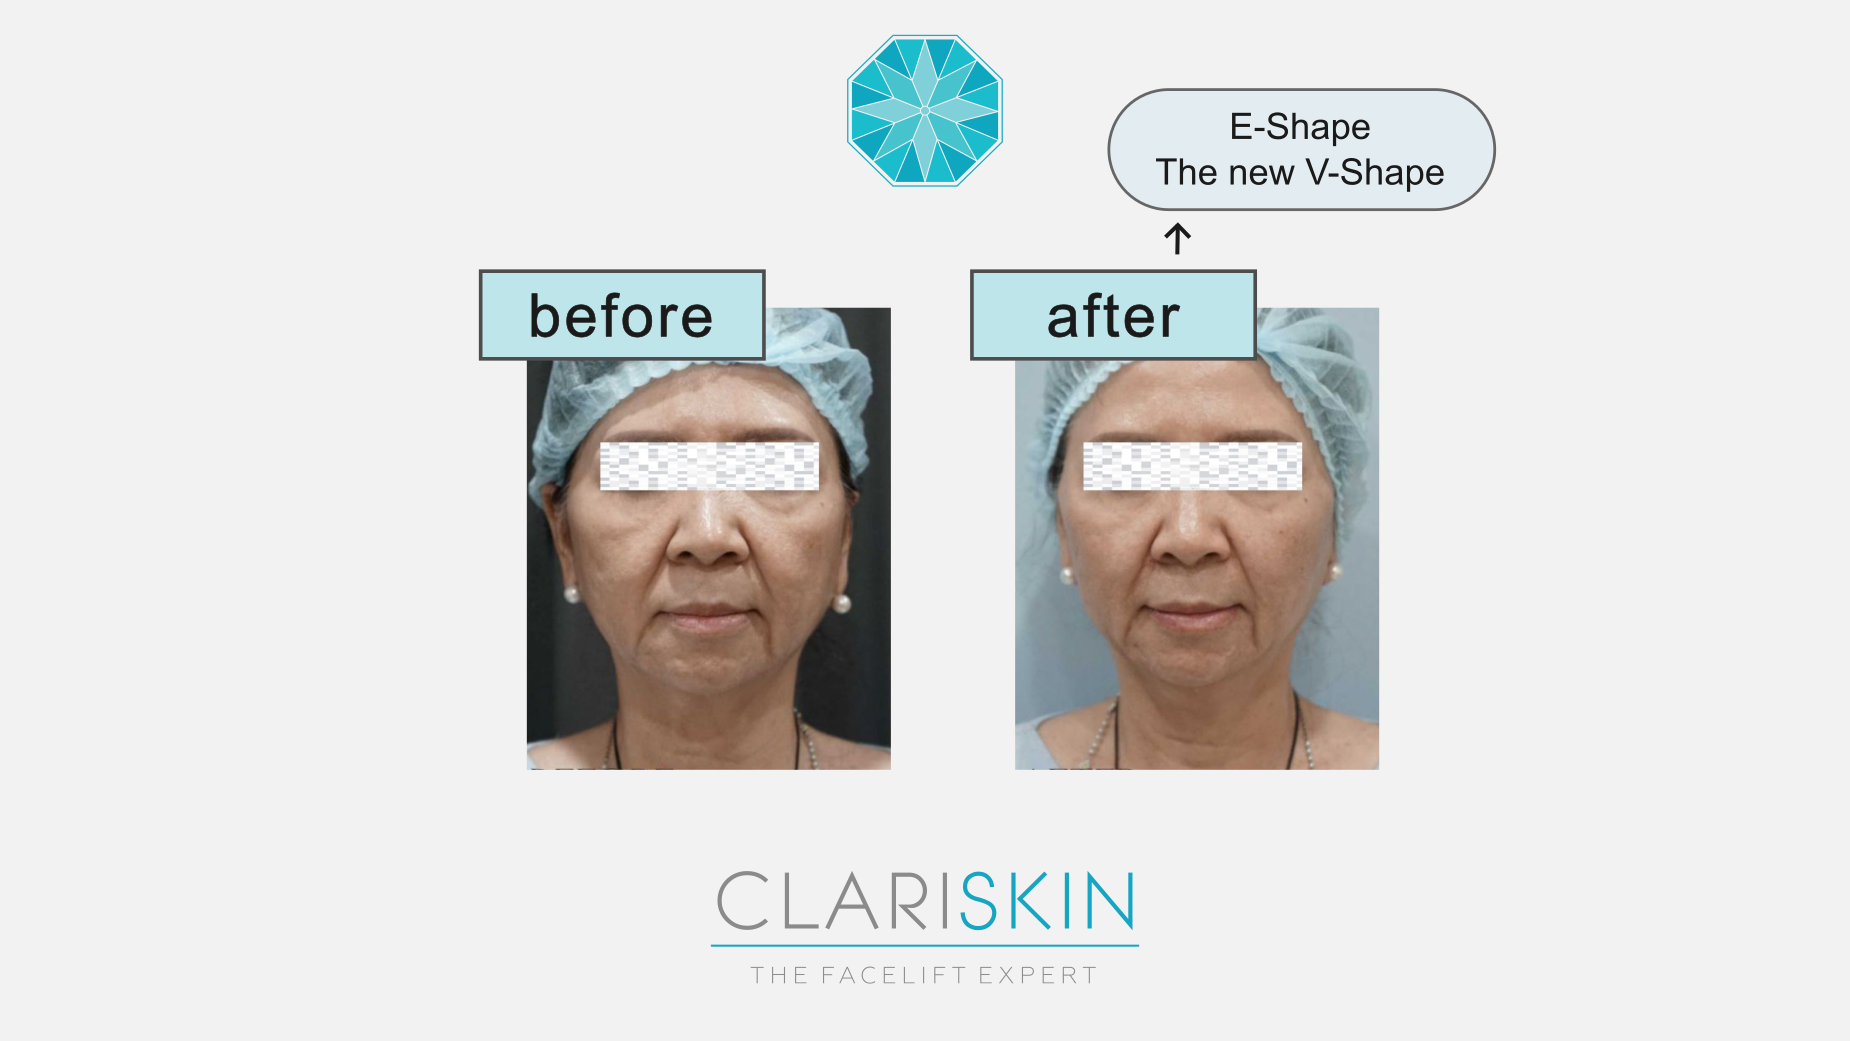 E-Shape
The new V-Shape
before
after
CLARISKIN
THE FACELIFT EXPERT